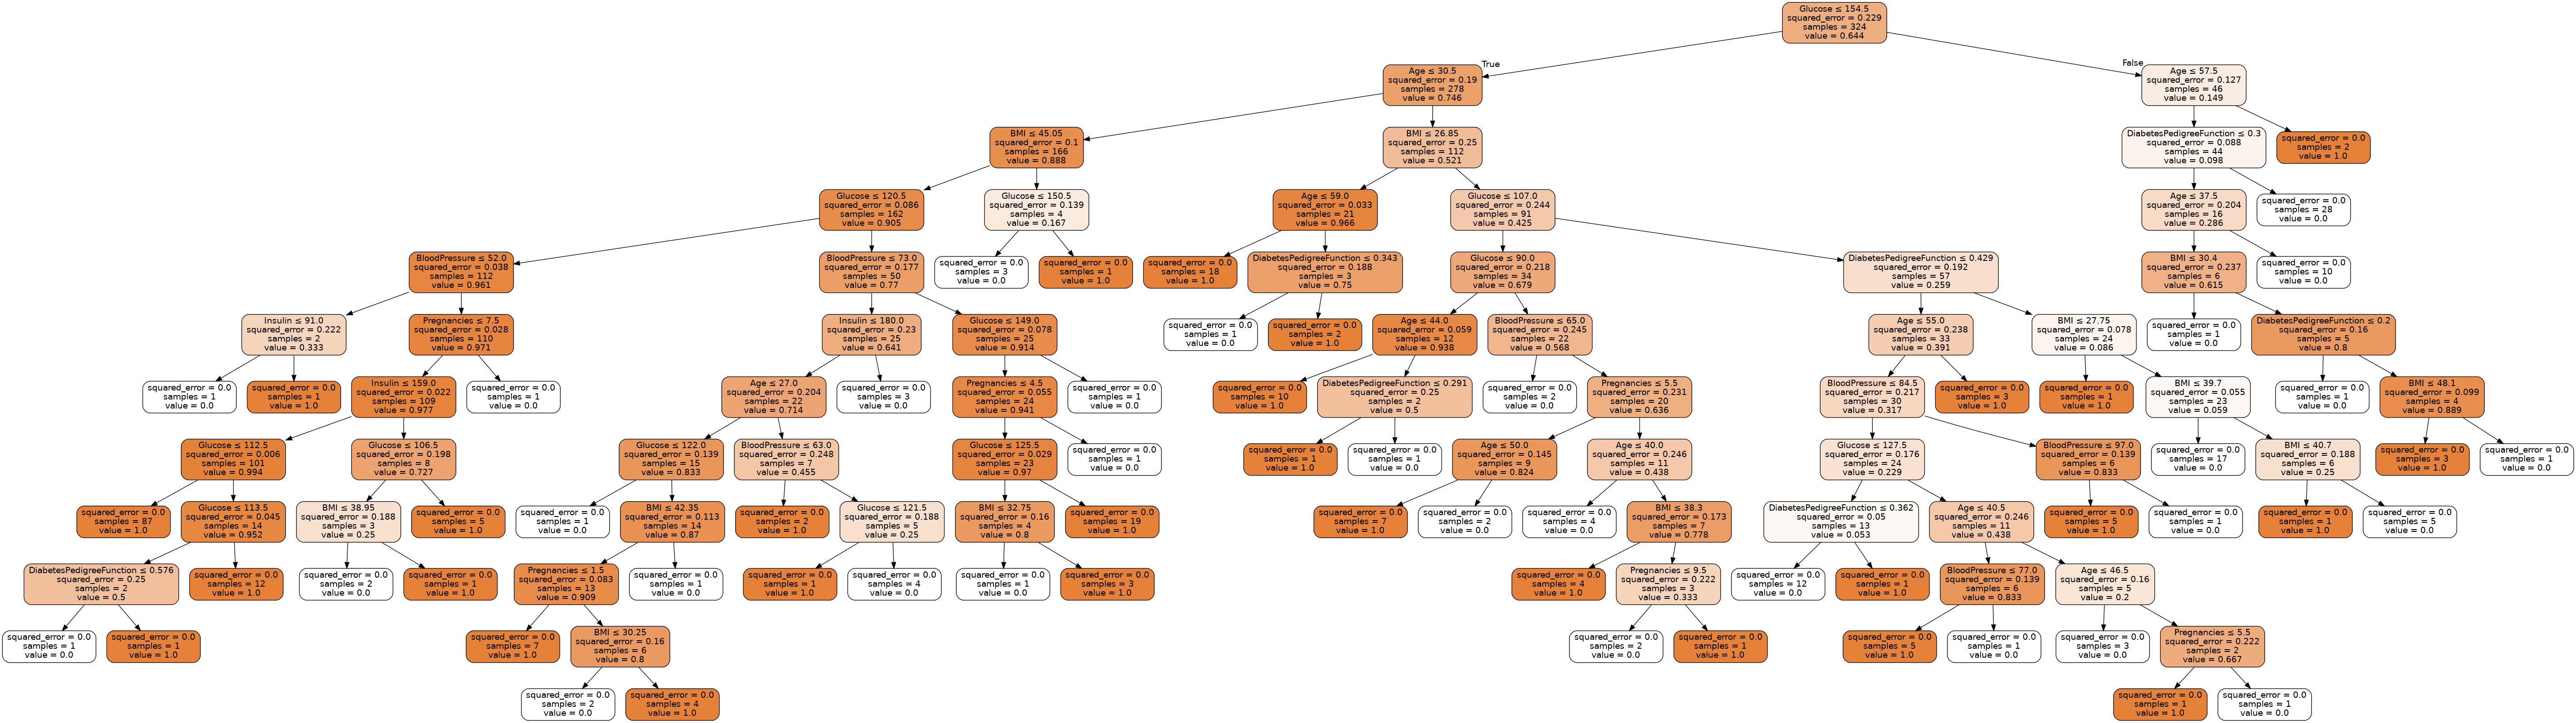 Glucose ≤ 154.5
squared_error = 0.229
samples = 324
value = 0.644
True
False
Age ≤ 30.5
squared_error = 0.19
samples = 278
value = 0.746
Age ≤ 57.5
squared_error = 0.127
samples = 46
value = 0.149
BMI ≤ 45.05
squared_error = 0.1
samples = 166
value = 0.888
BMI ≤ 26.85
squared_error = 0.25
samples = 112
value = 0.521
DiabetesPedigreeFunction ≤ 0.3
squared_error = 0.088
samples = 44
value = 0.098
squared_error = 0.0
samples = 2
value = 1.0
Glucose ≤ 120.5
squared_error = 0.086
samples = 162
value = 0.905
Glucose ≤ 150.5
squared_error = 0.139
samples = 4
value = 0.167
Age ≤ 59.0
squared_error = 0.033
samples = 21
value = 0.966
Glucose ≤ 107.0
squared_error = 0.244
samples = 91
value = 0.425
Age ≤ 37.5
squared_error = 0.204
samples = 16
value = 0.286
squared_error = 0.0
samples = 28
value = 0.0
BloodPressure ≤ 52.0
squared_error = 0.038
samples = 112
value = 0.961
BloodPressure ≤ 73.0
squared_error = 0.177
samples = 50
value = 0.77
squared_error = 0.0
samples = 3
value = 0.0
squared_error = 0.0
samples = 1
value = 1.0
squared_error = 0.0
samples = 18
value = 1.0
DiabetesPedigreeFunction ≤ 0.343
squared_error = 0.188
samples = 3
value = 0.75
Glucose ≤ 90.0
squared_error = 0.218
samples = 34
value = 0.679
DiabetesPedigreeFunction ≤ 0.429
squared_error = 0.192
samples = 57
value = 0.259
BMI ≤ 30.4
squared_error = 0.237
samples = 6
value = 0.615
squared_error = 0.0
samples = 10
value = 0.0
Insulin ≤ 91.0
squared_error = 0.222
samples = 2
value = 0.333
Pregnancies ≤ 7.5
squared_error = 0.028
samples = 110
value = 0.971
Insulin ≤ 180.0
squared_error = 0.23
samples = 25
value = 0.641
Glucose ≤ 149.0
squared_error = 0.078
samples = 25
value = 0.914
squared_error = 0.0
samples = 1
value = 0.0
squared_error = 0.0
samples = 2
value = 1.0
Age ≤ 44.0
squared_error = 0.059
samples = 12
value = 0.938
BloodPressure ≤ 65.0
squared_error = 0.245
samples = 22
value = 0.568
Age ≤ 55.0
squared_error = 0.238
samples = 33
value = 0.391
BMI ≤ 27.75
squared_error = 0.078
samples = 24
value = 0.086
squared_error = 0.0
samples = 1
value = 0.0
DiabetesPedigreeFunction ≤ 0.2
squared_error = 0.16
samples = 5
value = 0.8
squared_error = 0.0
samples = 1
value = 0.0
squared_error = 0.0
samples = 1
value = 1.0
Insulin ≤ 159.0
squared_error = 0.022
samples = 109
value = 0.977
squared_error = 0.0
samples = 1
value = 0.0
Age ≤ 27.0
squared_error = 0.204
samples = 22
value = 0.714
squared_error = 0.0
samples = 3
value = 0.0
Pregnancies ≤ 4.5
squared_error = 0.055
samples = 24
value = 0.941
squared_error = 0.0
samples = 1
value = 0.0
squared_error = 0.0
samples = 10
value = 1.0
DiabetesPedigreeFunction ≤ 0.291
squared_error = 0.25
samples = 2
value = 0.5
squared_error = 0.0
samples = 2
value = 0.0
Pregnancies ≤ 5.5
squared_error = 0.231
samples = 20
value = 0.636
BloodPressure ≤ 84.5
squared_error = 0.217
samples = 30
value = 0.317
squared_error = 0.0
samples = 3
value = 1.0
squared_error = 0.0
samples = 1
value = 1.0
BMI ≤ 39.7
squared_error = 0.055
samples = 23
value = 0.059
squared_error = 0.0
samples = 1
value = 0.0
BMI ≤ 48.1
squared_error = 0.099
samples = 4
value = 0.889
Glucose ≤ 112.5
squared_error = 0.006
samples = 101
value = 0.994
Glucose ≤ 106.5
squared_error = 0.198
samples = 8
value = 0.727
Glucose ≤ 122.0
squared_error = 0.139
samples = 15
value = 0.833
BloodPressure ≤ 63.0
squared_error = 0.248
samples = 7
value = 0.455
Glucose ≤ 125.5
squared_error = 0.029
samples = 23
value = 0.97
squared_error = 0.0
samples = 1
value = 0.0
squared_error = 0.0
samples = 1
value = 1.0
squared_error = 0.0
samples = 1
value = 0.0
Age ≤ 50.0
squared_error = 0.145
samples = 9
value = 0.824
Age ≤ 40.0
squared_error = 0.246
samples = 11
value = 0.438
Glucose ≤ 127.5
squared_error = 0.176
samples = 24
value = 0.229
BloodPressure ≤ 97.0
squared_error = 0.139
samples = 6
value = 0.833
squared_error = 0.0
samples = 17
value = 0.0
BMI ≤ 40.7
squared_error = 0.188
samples = 6
value = 0.25
squared_error = 0.0
samples = 3
value = 1.0
squared_error = 0.0
samples = 1
value = 0.0
squared_error = 0.0
samples = 87
value = 1.0
Glucose ≤ 113.5
squared_error = 0.045
samples = 14
value = 0.952
BMI ≤ 38.95
squared_error = 0.188
samples = 3
value = 0.25
squared_error = 0.0
samples = 5
value = 1.0
squared_error = 0.0
samples = 1
value = 0.0
BMI ≤ 42.35
squared_error = 0.113
samples = 14
value = 0.87
squared_error = 0.0
samples = 2
value = 1.0
Glucose ≤ 121.5
squared_error = 0.188
samples = 5
value = 0.25
BMI ≤ 32.75
squared_error = 0.16
samples = 4
value = 0.8
squared_error = 0.0
samples = 19
value = 1.0
squared_error = 0.0
samples = 7
value = 1.0
squared_error = 0.0
samples = 2
value = 0.0
squared_error = 0.0
samples = 4
value = 0.0
BMI ≤ 38.3
squared_error = 0.173
samples = 7
value = 0.778
DiabetesPedigreeFunction ≤ 0.362
squared_error = 0.05
samples = 13
value = 0.053
Age ≤ 40.5
squared_error = 0.246
samples = 11
value = 0.438
squared_error = 0.0
samples = 5
value = 1.0
squared_error = 0.0
samples = 1
value = 0.0
squared_error = 0.0
samples = 1
value = 1.0
squared_error = 0.0
samples = 5
value = 0.0
DiabetesPedigreeFunction ≤ 0.576
squared_error = 0.25
samples = 2
value = 0.5
squared_error = 0.0
samples = 12
value = 1.0
squared_error = 0.0
samples = 2
value = 0.0
squared_error = 0.0
samples = 1
value = 1.0
Pregnancies ≤ 1.5
squared_error = 0.083
samples = 13
value = 0.909
squared_error = 0.0
samples = 1
value = 0.0
squared_error = 0.0
samples = 1
value = 1.0
squared_error = 0.0
samples = 4
value = 0.0
squared_error = 0.0
samples = 1
value = 0.0
squared_error = 0.0
samples = 3
value = 1.0
squared_error = 0.0
samples = 4
value = 1.0
Pregnancies ≤ 9.5
squared_error = 0.222
samples = 3
value = 0.333
squared_error = 0.0
samples = 12
value = 0.0
squared_error = 0.0
samples = 1
value = 1.0
BloodPressure ≤ 77.0
squared_error = 0.139
samples = 6
value = 0.833
Age ≤ 46.5
squared_error = 0.16
samples = 5
value = 0.2
squared_error = 0.0
samples = 1
value = 0.0
squared_error = 0.0
samples = 1
value = 1.0
squared_error = 0.0
samples = 7
value = 1.0
BMI ≤ 30.25
squared_error = 0.16
samples = 6
value = 0.8
squared_error = 0.0
samples = 2
value = 0.0
squared_error = 0.0
samples = 1
value = 1.0
squared_error = 0.0
samples = 5
value = 1.0
squared_error = 0.0
samples = 1
value = 0.0
squared_error = 0.0
samples = 3
value = 0.0
Pregnancies ≤ 5.5
squared_error = 0.222
samples = 2
value = 0.667
squared_error = 0.0
samples = 2
value = 0.0
squared_error = 0.0
samples = 4
value = 1.0
squared_error = 0.0
samples = 1
value = 1.0
squared_error = 0.0
samples = 1
value = 0.0